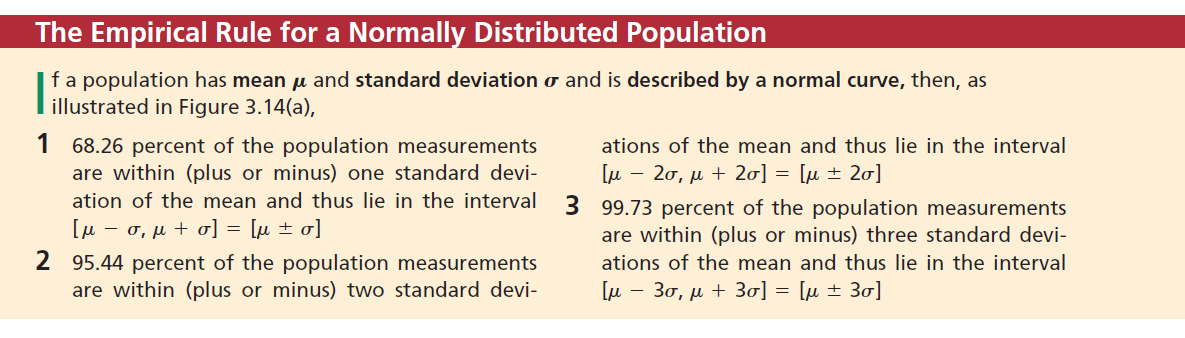 The Empirical Rule for a Normally Distributed Population
If a population has mean μ and standard deviation σ and is described by a normal curve, then, as
illustrated in Figure 3.14(a),
1 68.26 percent of the population measurements
are within (plus or minus) one standard devi-
ation of the mean and thus lie in the interval
[μ − σ, μ + σ] = [μ ± σ]
2 95.44 percent of the population measurements
are within (plus or minus) two standard devi-
ations of the mean and thus lie in the interval
[μ − 2σ, μ + 2σ] = [μ ± 2σ]
3 99.73 percent of the population measurements
are within (plus or minus) three standard devi-
ations of the mean and thus lie in the interval
[μ − 3σ, μ + 3σ] = [μ ± 3σ]